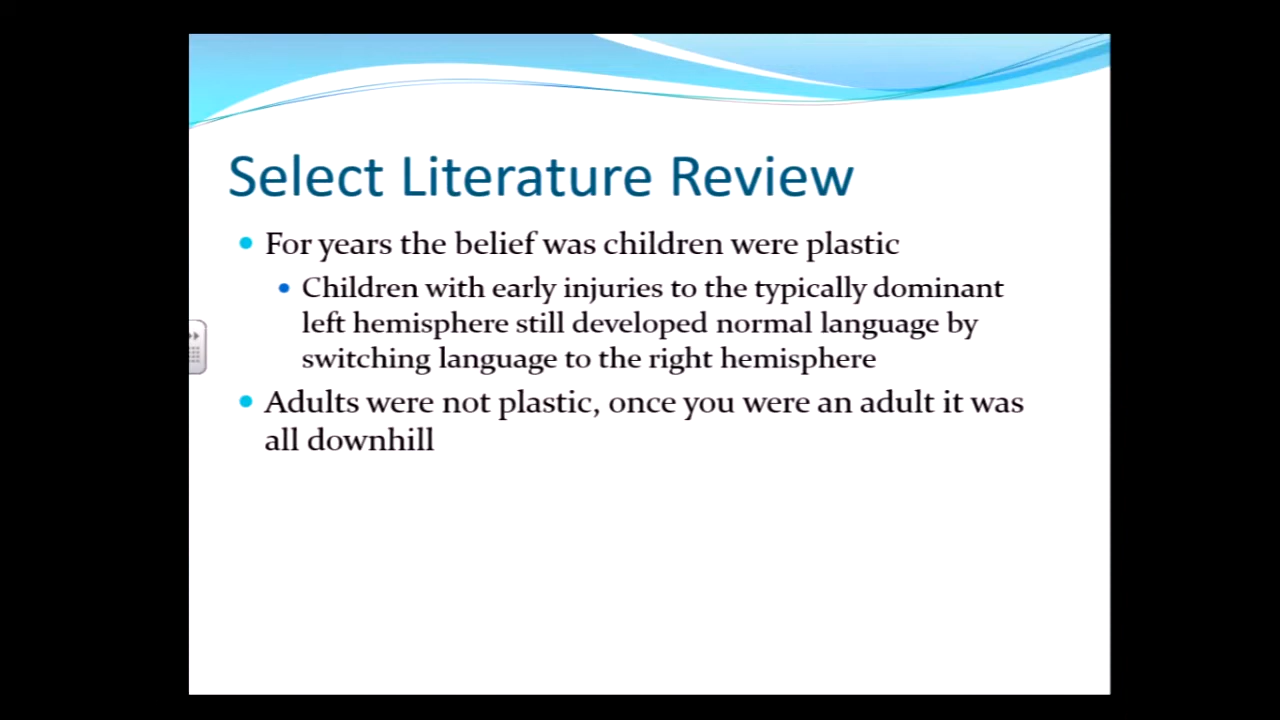 Select Literature Review
For years the belief was children were plastic
Children with early injuries to the typically dominant
left hemisphere still developed normal language by
switching language to the right hemisphere
Adults were not plastic, once you were an adult it was
all downhill